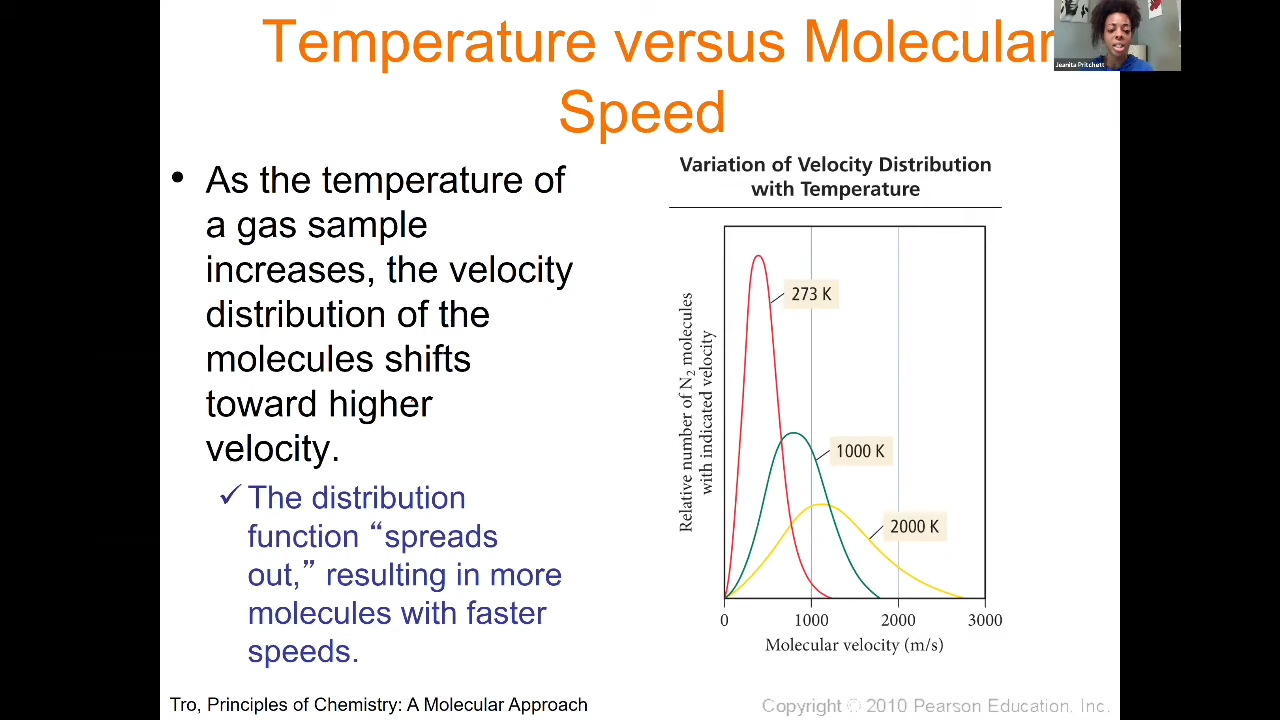 Temperature versus Molecular
Speed
Jeanita Pritchett
• As the temperature of
a gas sample
increases, the velocity
distribution of the
molecules shifts
toward higher
velocity.
✓ The distribution
function “spreads
out,” resulting in more
molecules with faster
speeds.
Variation of Velocity Distribution
with Temperature
Relative number of N₂ molecules
with indicated velocity
273 K
1000 K
2000 K
0 1000 2000 3000
Molecular velocity (m/s)
Tro, Principles of Chemistry: A Molecular Approach
Copyright © 2010 Pearson Education, Inc.